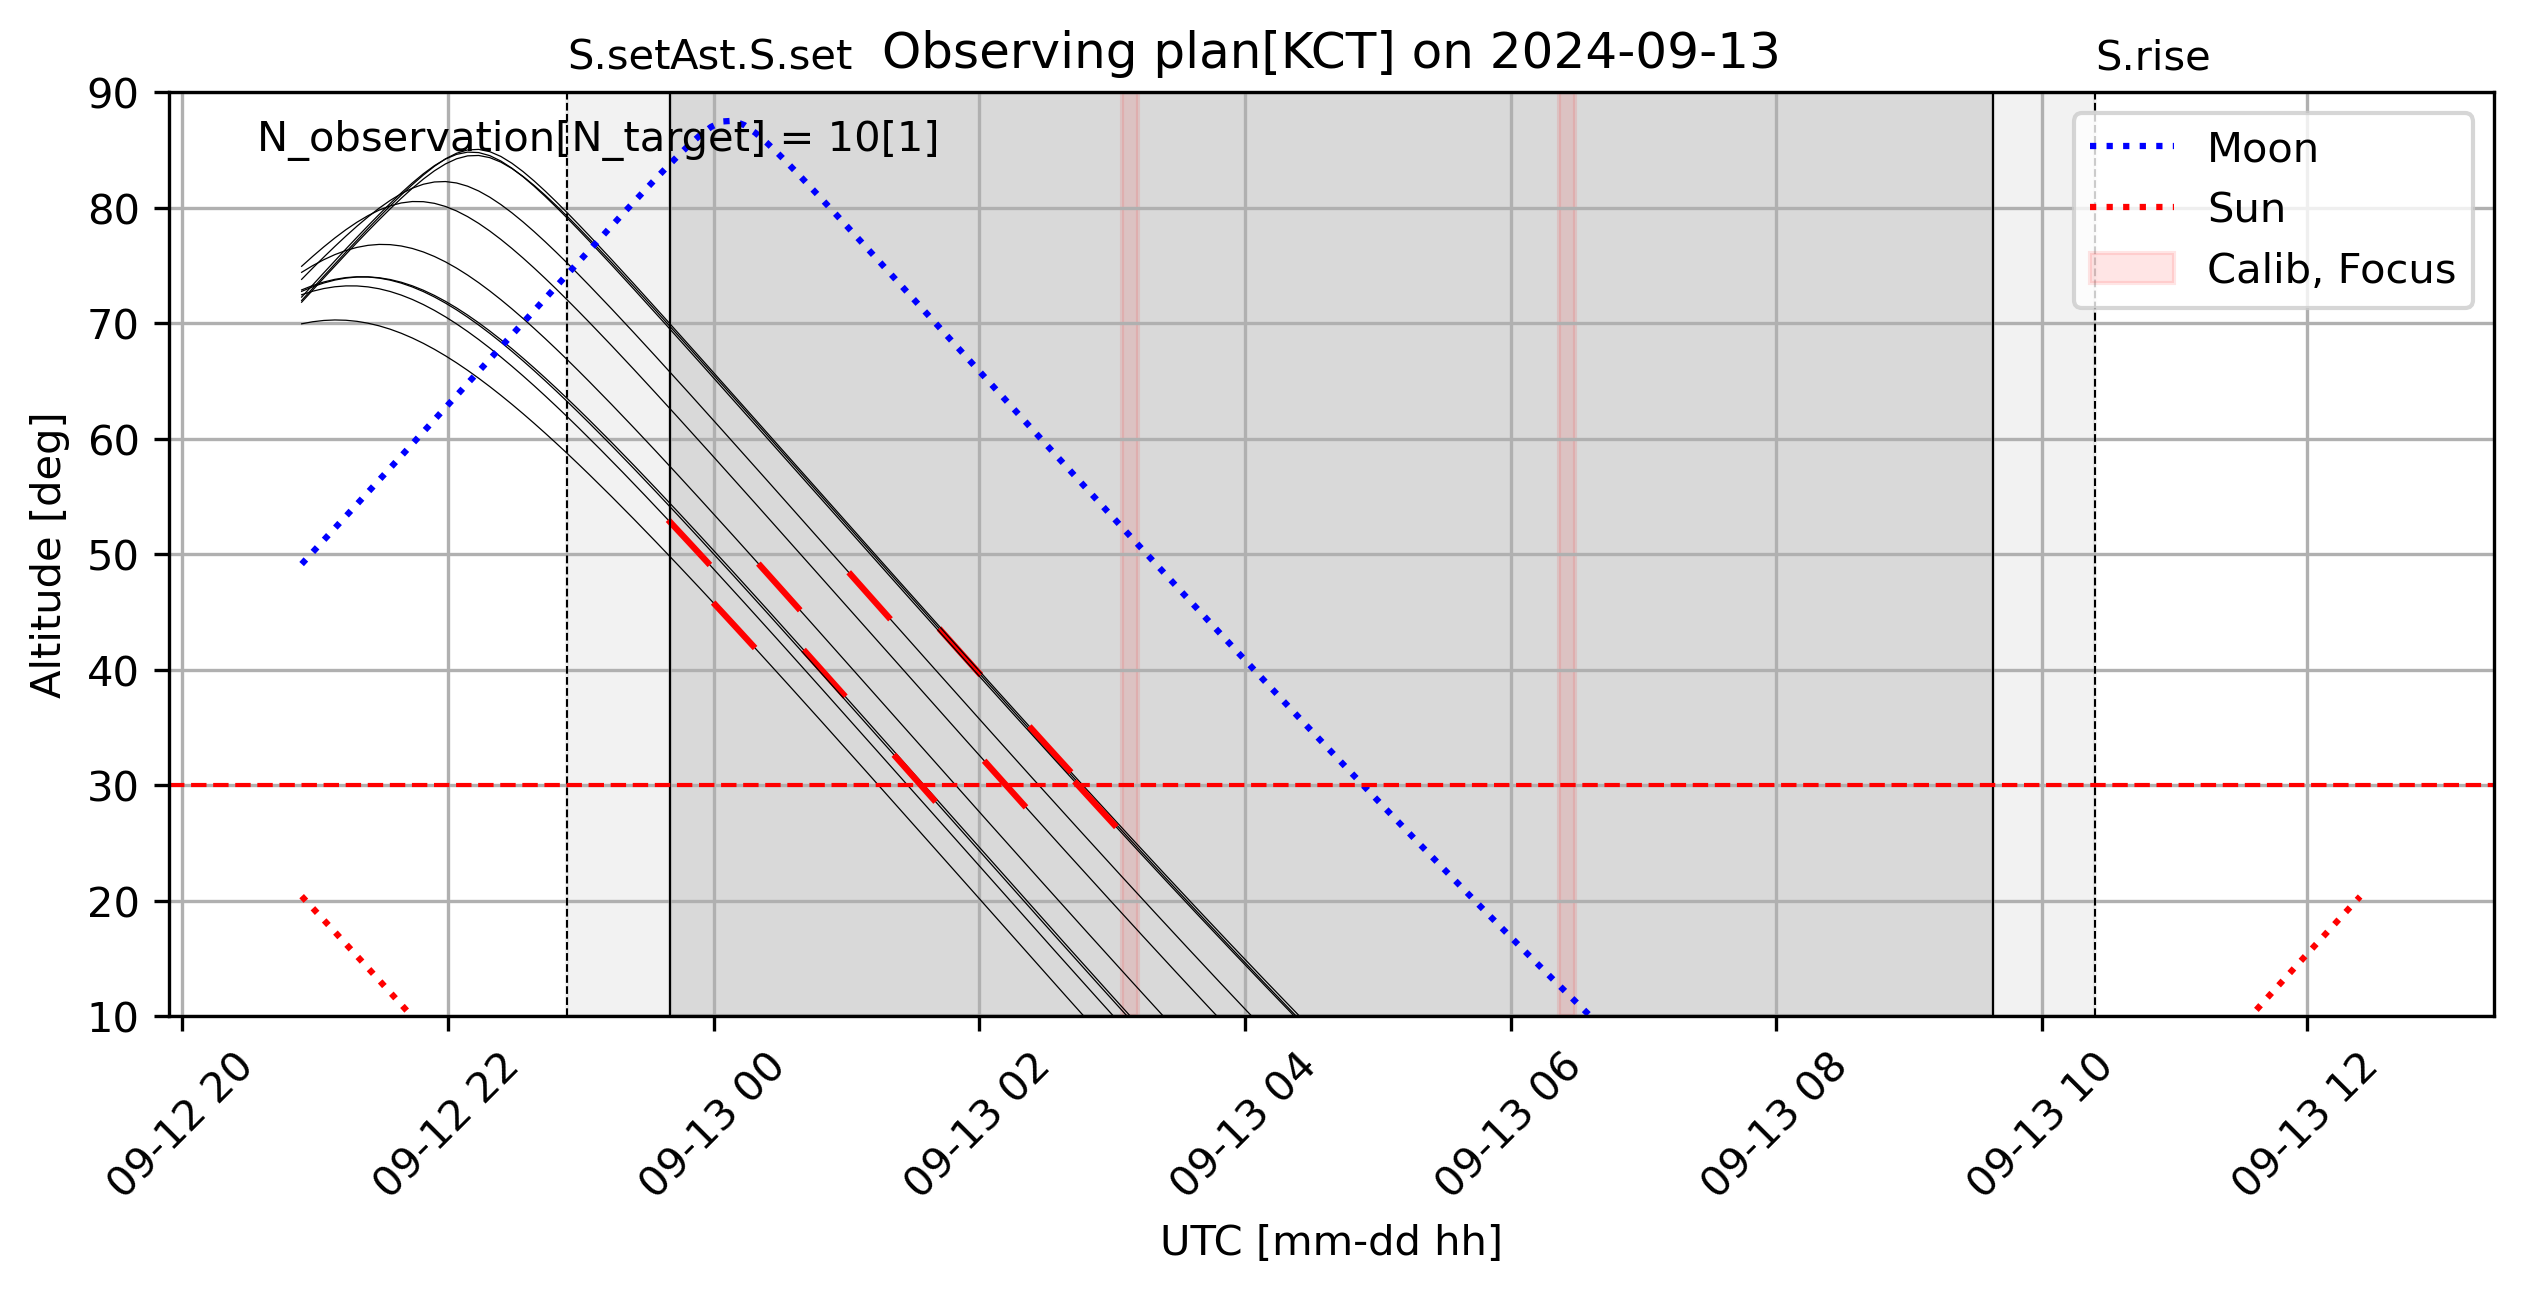 S.setAst.S.set Observing plan[KCT] on 2024-09-13 S.rise
N_observation[N_target] = 10[1]
Moon
Sun
Calib, Focus
Altitude [deg]
90
80
70
60
50
40
30
20
10
09-12 20
09-12 22
09-13 00
09-13 02
09-13 04
09-13 06
09-13 08
09-13 10
09-13 12
UTC [mm-dd hh]